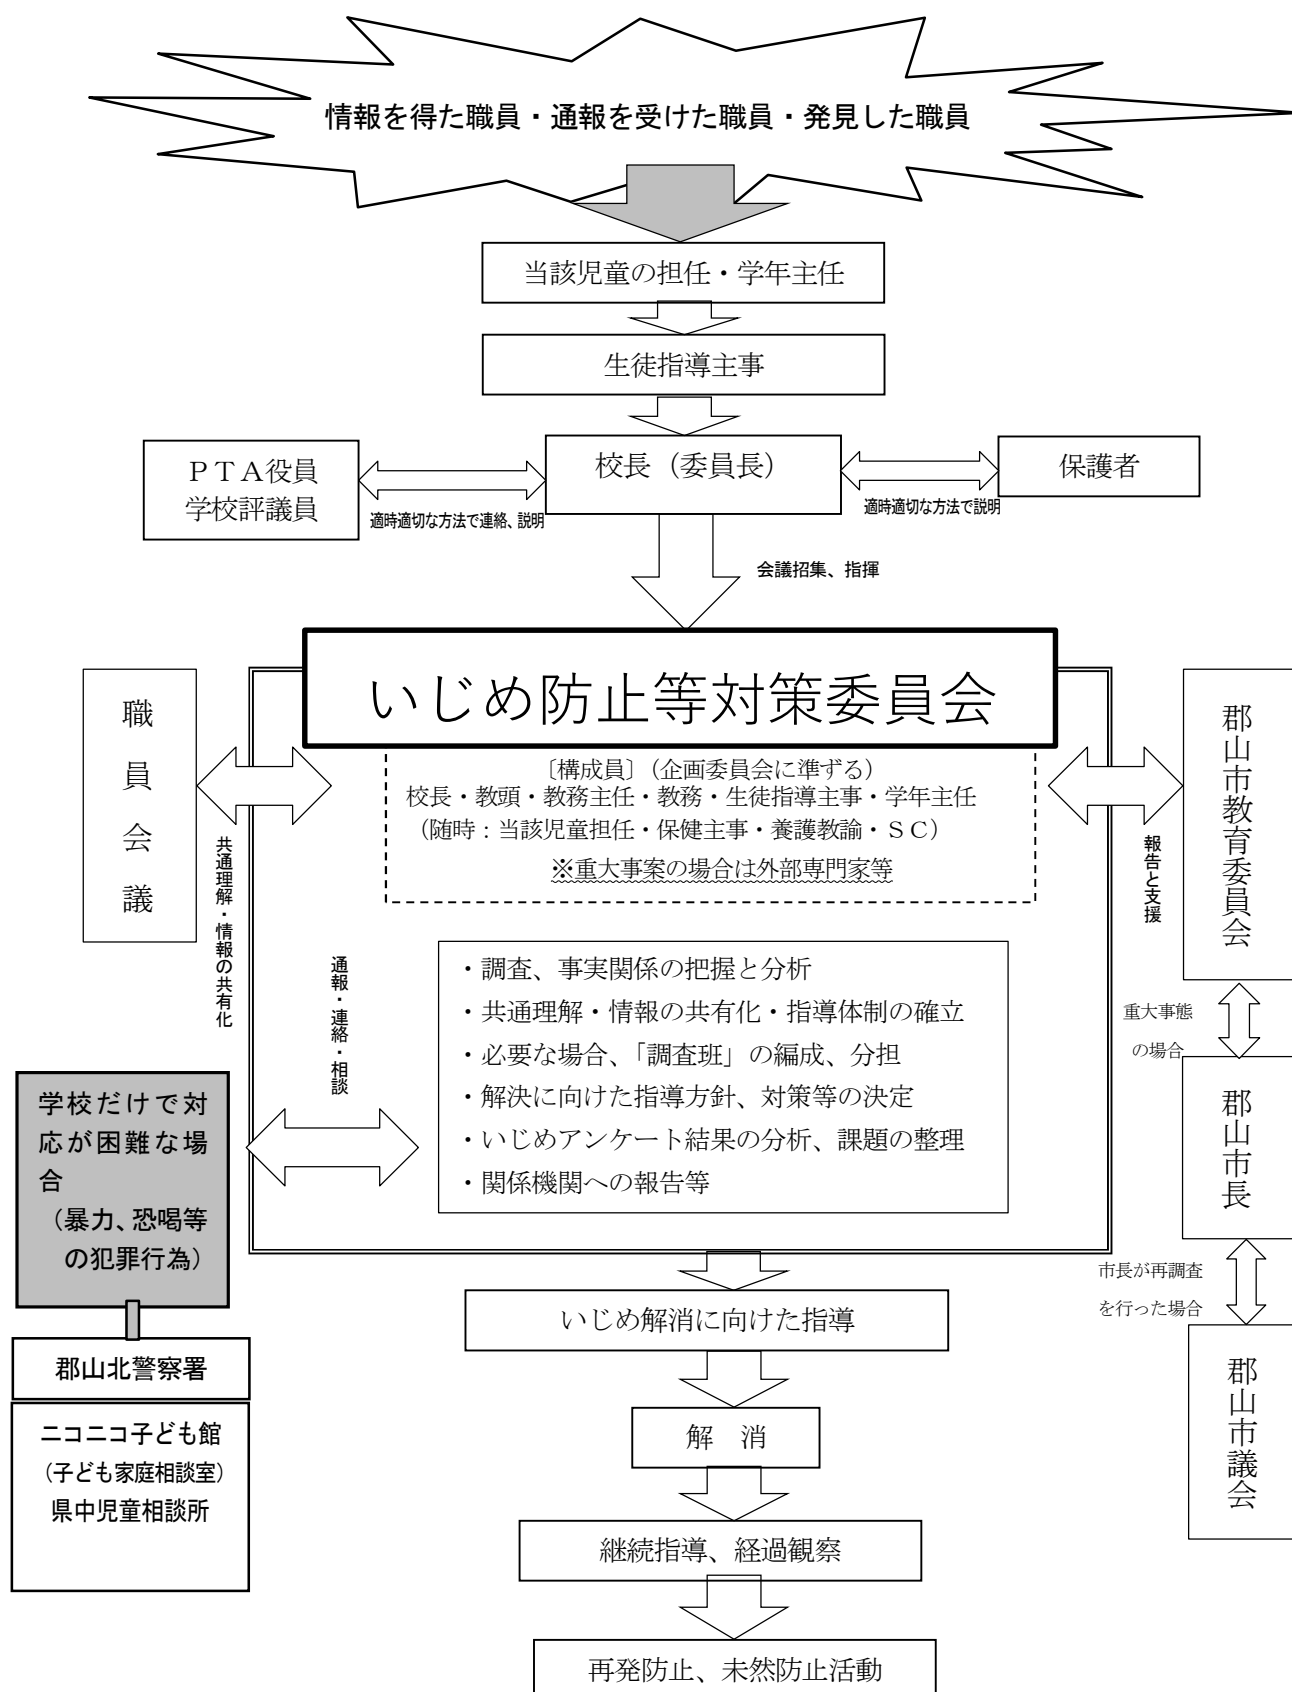 情報を得た職員・通報を受けた職員・発見した職員
当該児童の担任・学年主任
生徒指導主事
ＰＴＡ役員
学校評議員
適時適切な方法で連絡、説明
校長（委員長）
適時適切な方法で説明
保護者
会議招集、指揮
いじめ防止等対策委員会
職員会議
共通理解・情報の共有化
〔構成員〕（企画委員会に準ずる）
校長・教頭・教務主任・教務・生徒指導主事・学年主任
（随時：当該児童担任・保健主事・養護教諭・ＳＣ）
※重大事案の場合は外部専門家等
報告と支援
郡山市教育委員会
通報・連絡・相談
・調査、事実関係の把握と分析
・共通理解・情報の共有化・指導体制の確立
・必要な場合、「調査班」の編成、分担
・解決に向けた指導方針、対策等の決定
・いじめアンケート結果の分析、課題の整理
・関係機関への報告等
重大事態
の場合
郡山市長
市長が再調査
を行った場合
郡山市議会
学校だけで対
応が困難な場
合
（暴力、恐喝等
の犯罪行為）
郡山北警察署
ニコニコ子ども館
（子ども家庭相談室）
県中児童相談所
いじめ解消に向けた指導
解　消
継続指導、経過観察
再発防止、未然防止活動